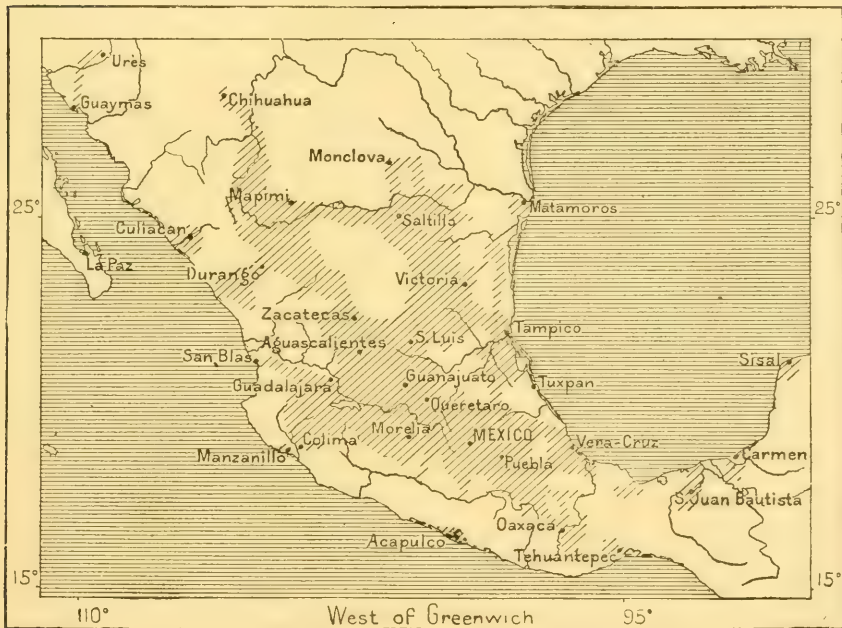 Ures
Guaymas
Chihuahua
Monclova
Mapimi
25°
Saltillo
Matamoros
25°
Culiacan
La Paz
Durango
Victoria
Zacatecas
S. Luis
Tampico
Aguascalientes
San Blas
Sisal
Guadalajara
Guanajuato
Tuxpan
Queretaro
Morelia
MEXICO
Vera-Cruz
Colima
Manzanillo
Puebla
Carmen
S. Juan Bautista
Oaxaca
Acapulco
Tehuantepec
15°
15°
110°
West of Greenwich
95°